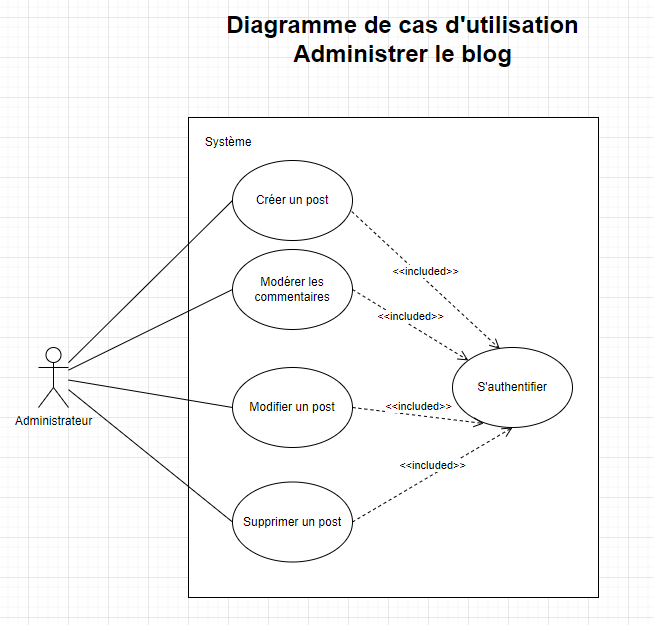 Diagramme de cas d'utilisation
Administrer le blog
Système
Créer un post
<<included>>
Modérer les
commentaires
<<included>>
S'authentifier
Administrateur
Modifier un post
<<included>>
<<included>>
Supprimer un post